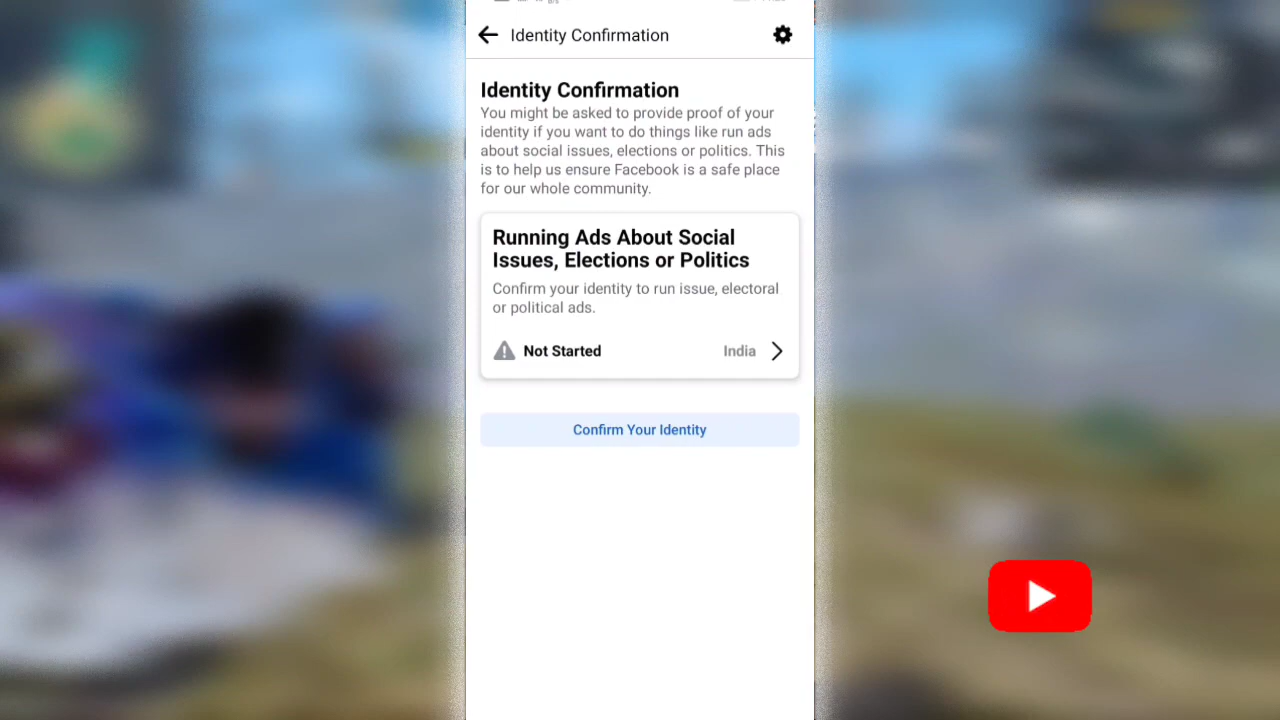 Identity Confirmation
Identity Confirmation
You might be asked to provide proof of your
identity if you want to do things like run ads
about social issues, elections or politics. This
is to help us ensure Facebook is a safe place
for our whole community.
Running Ads About Social
Issues, Elections or Politics
Confirm your identity to run issue, electoral
or political ads.
Not Started India
Confirm Your Identity